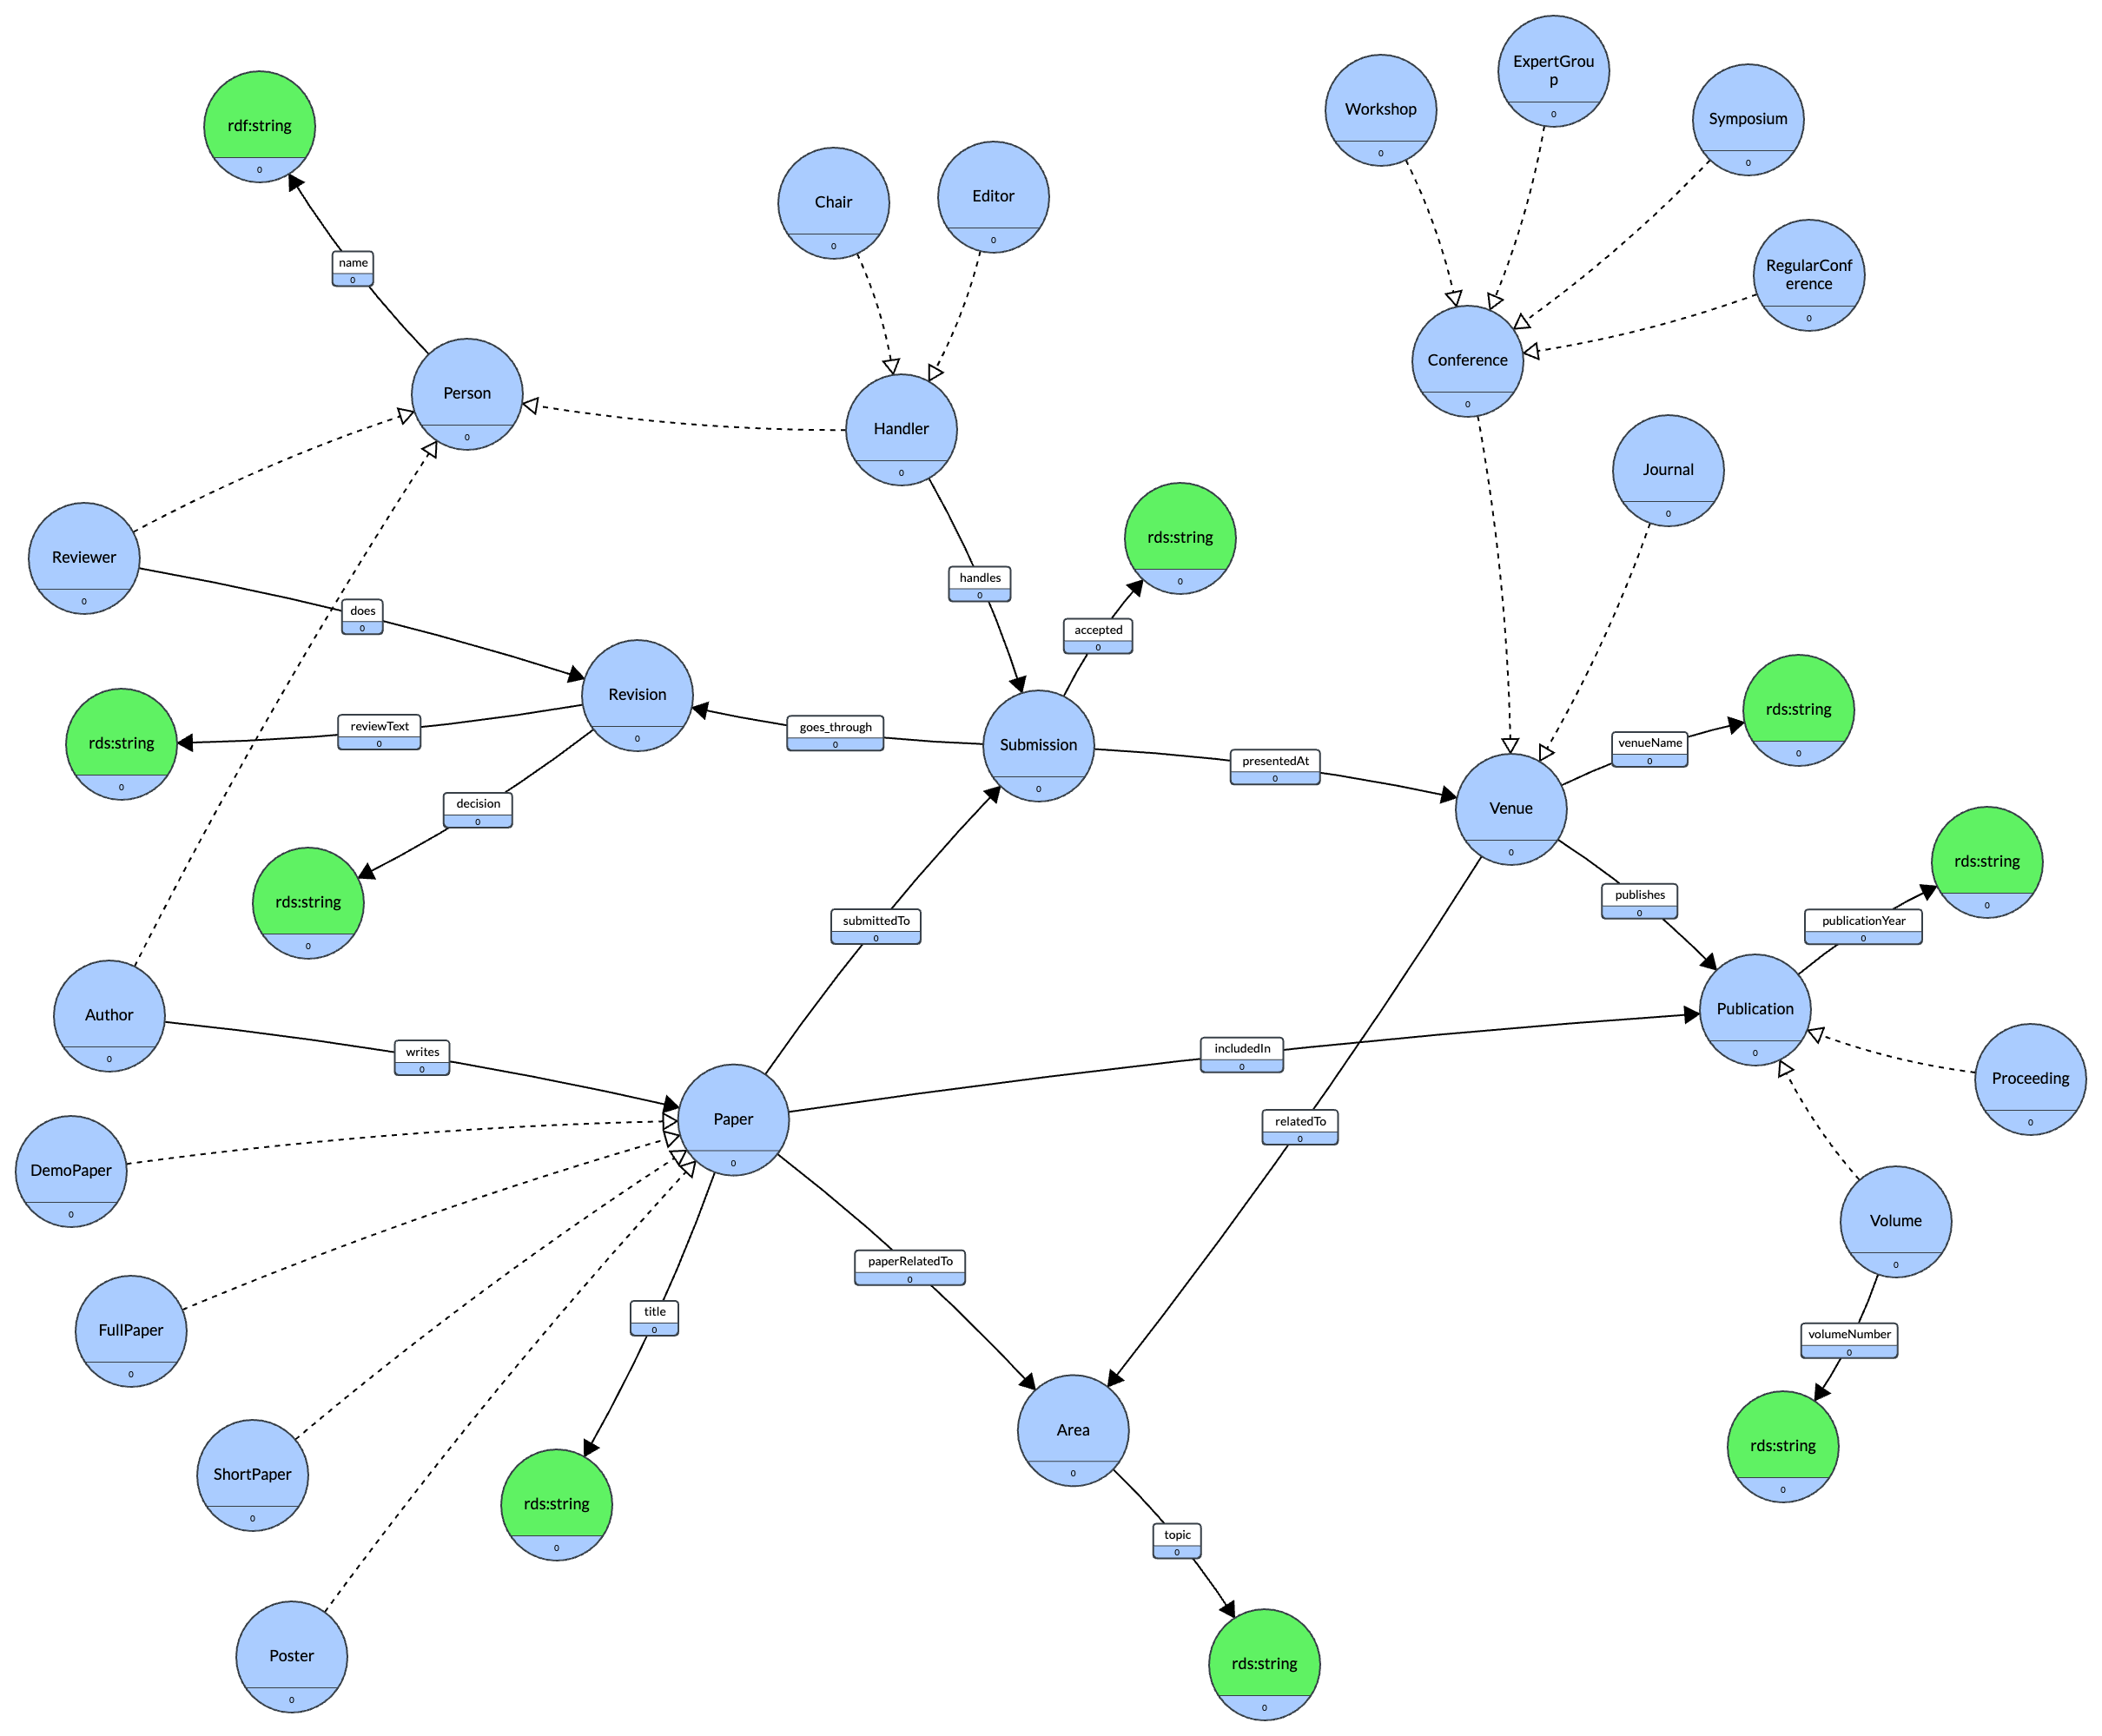 ExpertGrou
p
0
Workshop
0
Symposium
0
rdf:string
0
Chair
0
Editor
0
name
0
RegularConf
erence
0
Conference
0
Person
0
Handler
0
Journal
0
Reviewer
0
rds:string
0
handles
0
does
0
accepted
0
Revision
0
rds:string
0
reviewText
0
goes_through
0
Submission
0
presentedAt
0
venueName
0
rds:string
0
decision
0
Venue
0
rds:string
0
submittedTo
0
publishes
0
publicationYear
0
rds:string
0
Author
0
Publication
0
writes
0
includedIn
0
Proceeding
0
Paper
0
relatedTo
0
DemoPaper
0
Volume
0
paperRelatedTo
0
FullPaper
0
title
0
volumeNumber
0
Area
0
rds:string
0
ShortPaper
0
rds:string
0
topic
0
Poster
0
rds:string
0